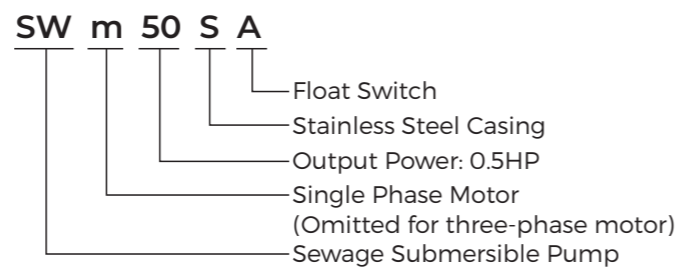 SW m 50 S A
Float Switch
Stainless Steel Casing
Output Power: 0.5HP
Single Phase Motor
(Omitted for three-phase motor)
Sewage Submersible Pump